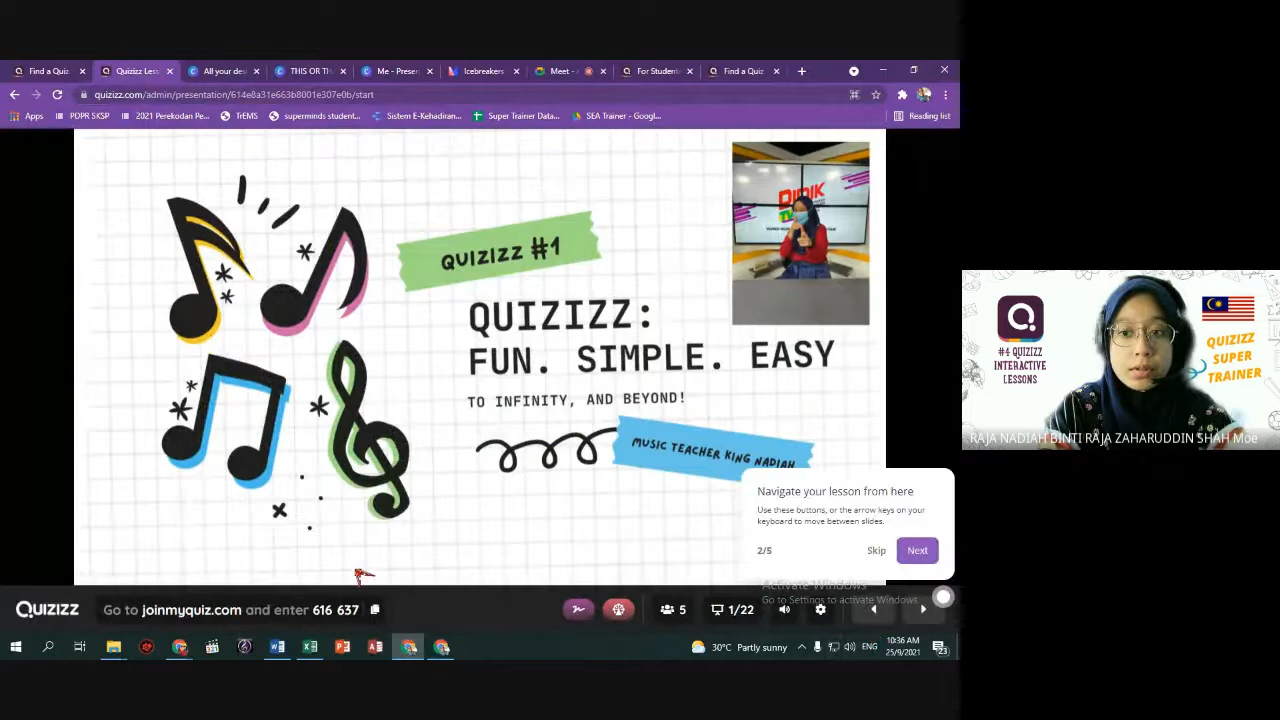 Find a Quiz
Quizizz Les
All your des
THIS OR TH
Me - Presen
Icebreakers
Meet -
For Student
Find a Quiz
quizizz.com/admin/presentation/614e8a31e663b8001e307e0b/start
Apps
PDPR SKSP
2021 Perekodan Pe...
TrEMS
superminds student...
Sistem E-Kehadiran...
Super Trainer Data...
SEA Trainer - Googl...
Reading list
DIDIK
QUIZIZZ #1
QUIZIZZ:
FUN. SIMPLE. EASY
TO INFINITY, AND BEYOND!
MUSIC TEACHER KING NADIAH
#4 QUIZIZZ
INTERACTIVE
LESSONS
QUIZIZZ
SUPER
TRAINER
RAJA NADIAH BINTI RAJA ZAHARUDDIN SHAH Moe
Navigate your lesson from here
Use these buttons, or the arrow keys on your
keyboard to move between slides.
2/5
Skip
Next
Activate Windows
Go to Settings to activate Windows.
QUIZIZZ
Go to joinmyquiz.com and enter 616 637
5
1/22
30°C Partly sunny
ENG
10:36 AM
25/9/2021
23